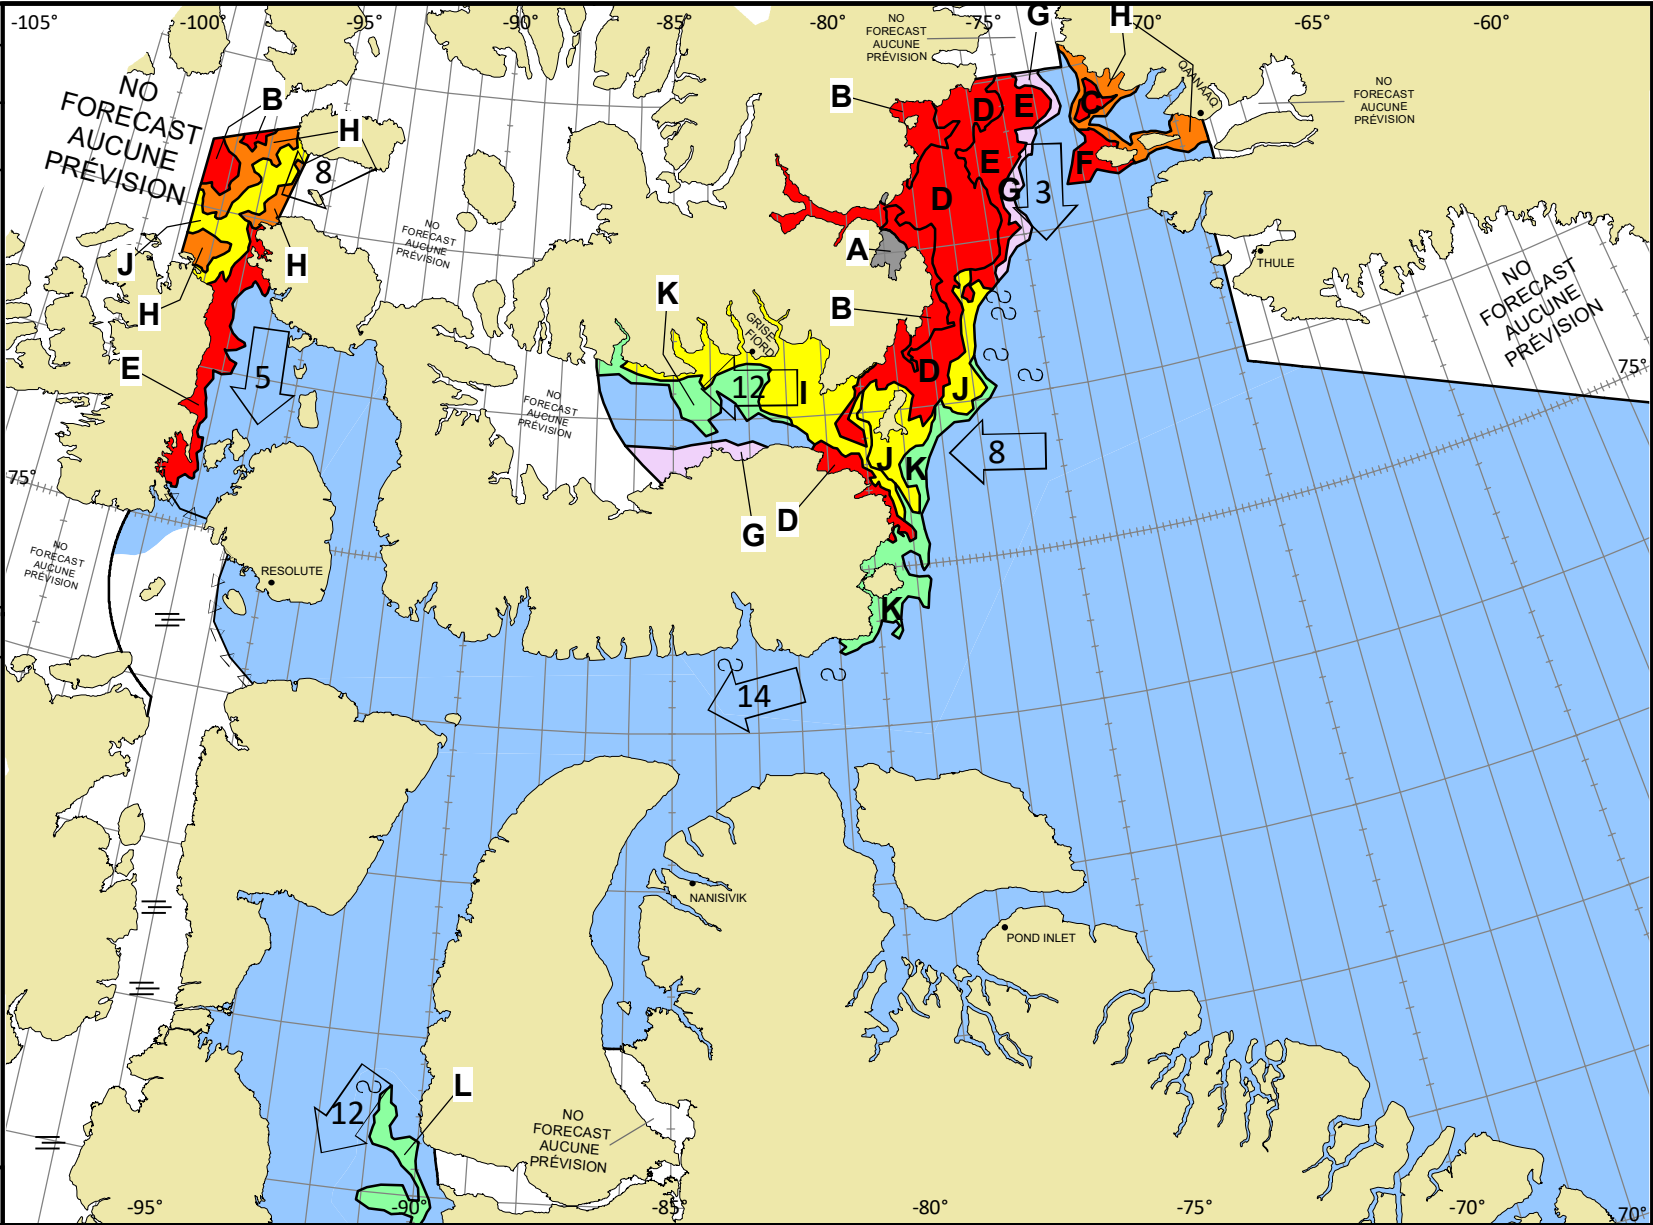 -105°
-100°
-95°
-90°
-85°
-80°
-75°
G
H
-70°
-65°
-60°
NO
FORECAST
AUCUNE
PRÉVISION
NO
FORECAST
AUCUNE
PRÉVISION
NO
FORECAST
AUCUNE
PRÉVISION
QAANAAQ
B
H
8
B
D
E
C
E
F
D
G
3
A
NO
FORECAST
AUCUNE
PRÉVISION
J
H
H
THULE
NO
FORECAST
AUCUNE
PRÉVISION
K
B
GRISE
FIORD
E
5
12
I
D
J
75°
NO
FORECAST
AUCUNE
PRÉVISION
8
J
K
75°
G
D
NO
FORECAST
AUCUNE
PRÉVISION
RESOLUTE
K
14
NANISIVIK
POND INLET
L
12
NO
FORECAST
AUCUNE
PRÉVISION
-95°
-90°
-85°
-80°
-75°
-70°
70°